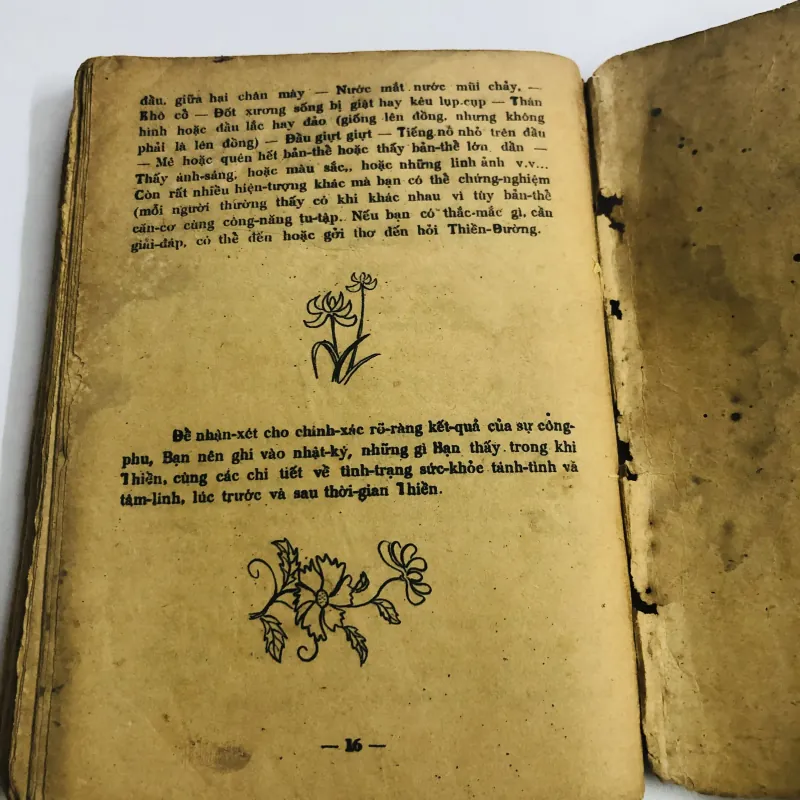 đầu, giữa hai chân mày — Nước mắt nước mũi chảy, —
Khô cổ — Đốt xương sống bị giật hay kêu lụp.cụp — Thân
hình hoặc đầu lắc hay đảo (giống lên đồng, nhưng không
phải là lên đồng) — Đầu giựt giựt — Tiếng nổ nhỏ trên đầu
— Mê hoặc quên hết bản-thể hoặc thấy bản-thể lớn dần —
Thấy ánh-sáng, hoặc màu sắc., hoặc những linh ảnh v.v...
Còn rất nhiều hiện-tượng khác mà bạn có thể chứng-nghiệm
(mỗi người thường thấy có khi khác nhau vì tùy bản-thể
căn-cơ cùng công-năng tu-tập. Nếu bạn có thắc-mắc gì, cần
giải-đáp, có thể đến hoặc gởi thơ đến hỏi Thiền-Đường.
Để nhận-xét cho chính-xác rõ-ràng kết-quả của sự công-
phu, Bạn nên ghi vào nhật-ký, những gì Bạn thấy trong khi
Thiền, cùng các chi tiết về tình-trạng sức-khỏe tánh-tình và
tâm-linh, lúc trước và sau thời-gian Thiền.
— 16 —